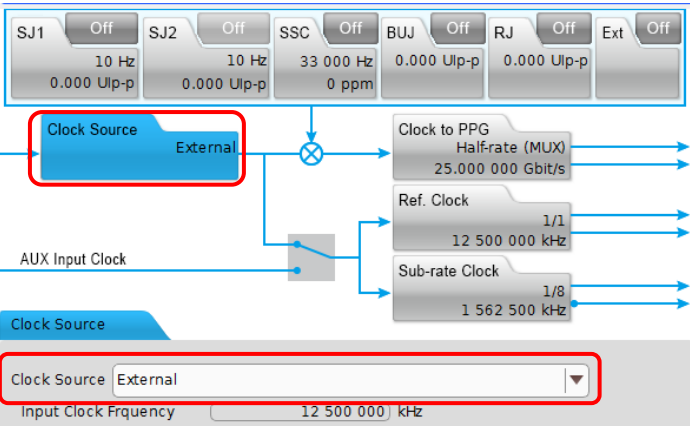 SJ1 Off SJ2 Off SSC Off BUJ Off RJ Off Ext Off
10 Hz 10 Hz 33 000 Hz 0.000 UIp-p 0.000 UIp-p
0.000 UIp-p 0.000 UIp-p 0 ppm
Clock Source
External
Clock to PPG
Half-rate (MUX)
25.000 000 Gbit/s
Ref. Clock
1/1
12 500 000 kHz
AUX Input Clock
Sub-rate Clock
1/8
1 562 500 kHz
Clock Source
Clock Source External
Input Clock Frquency 12 500 000 kHz